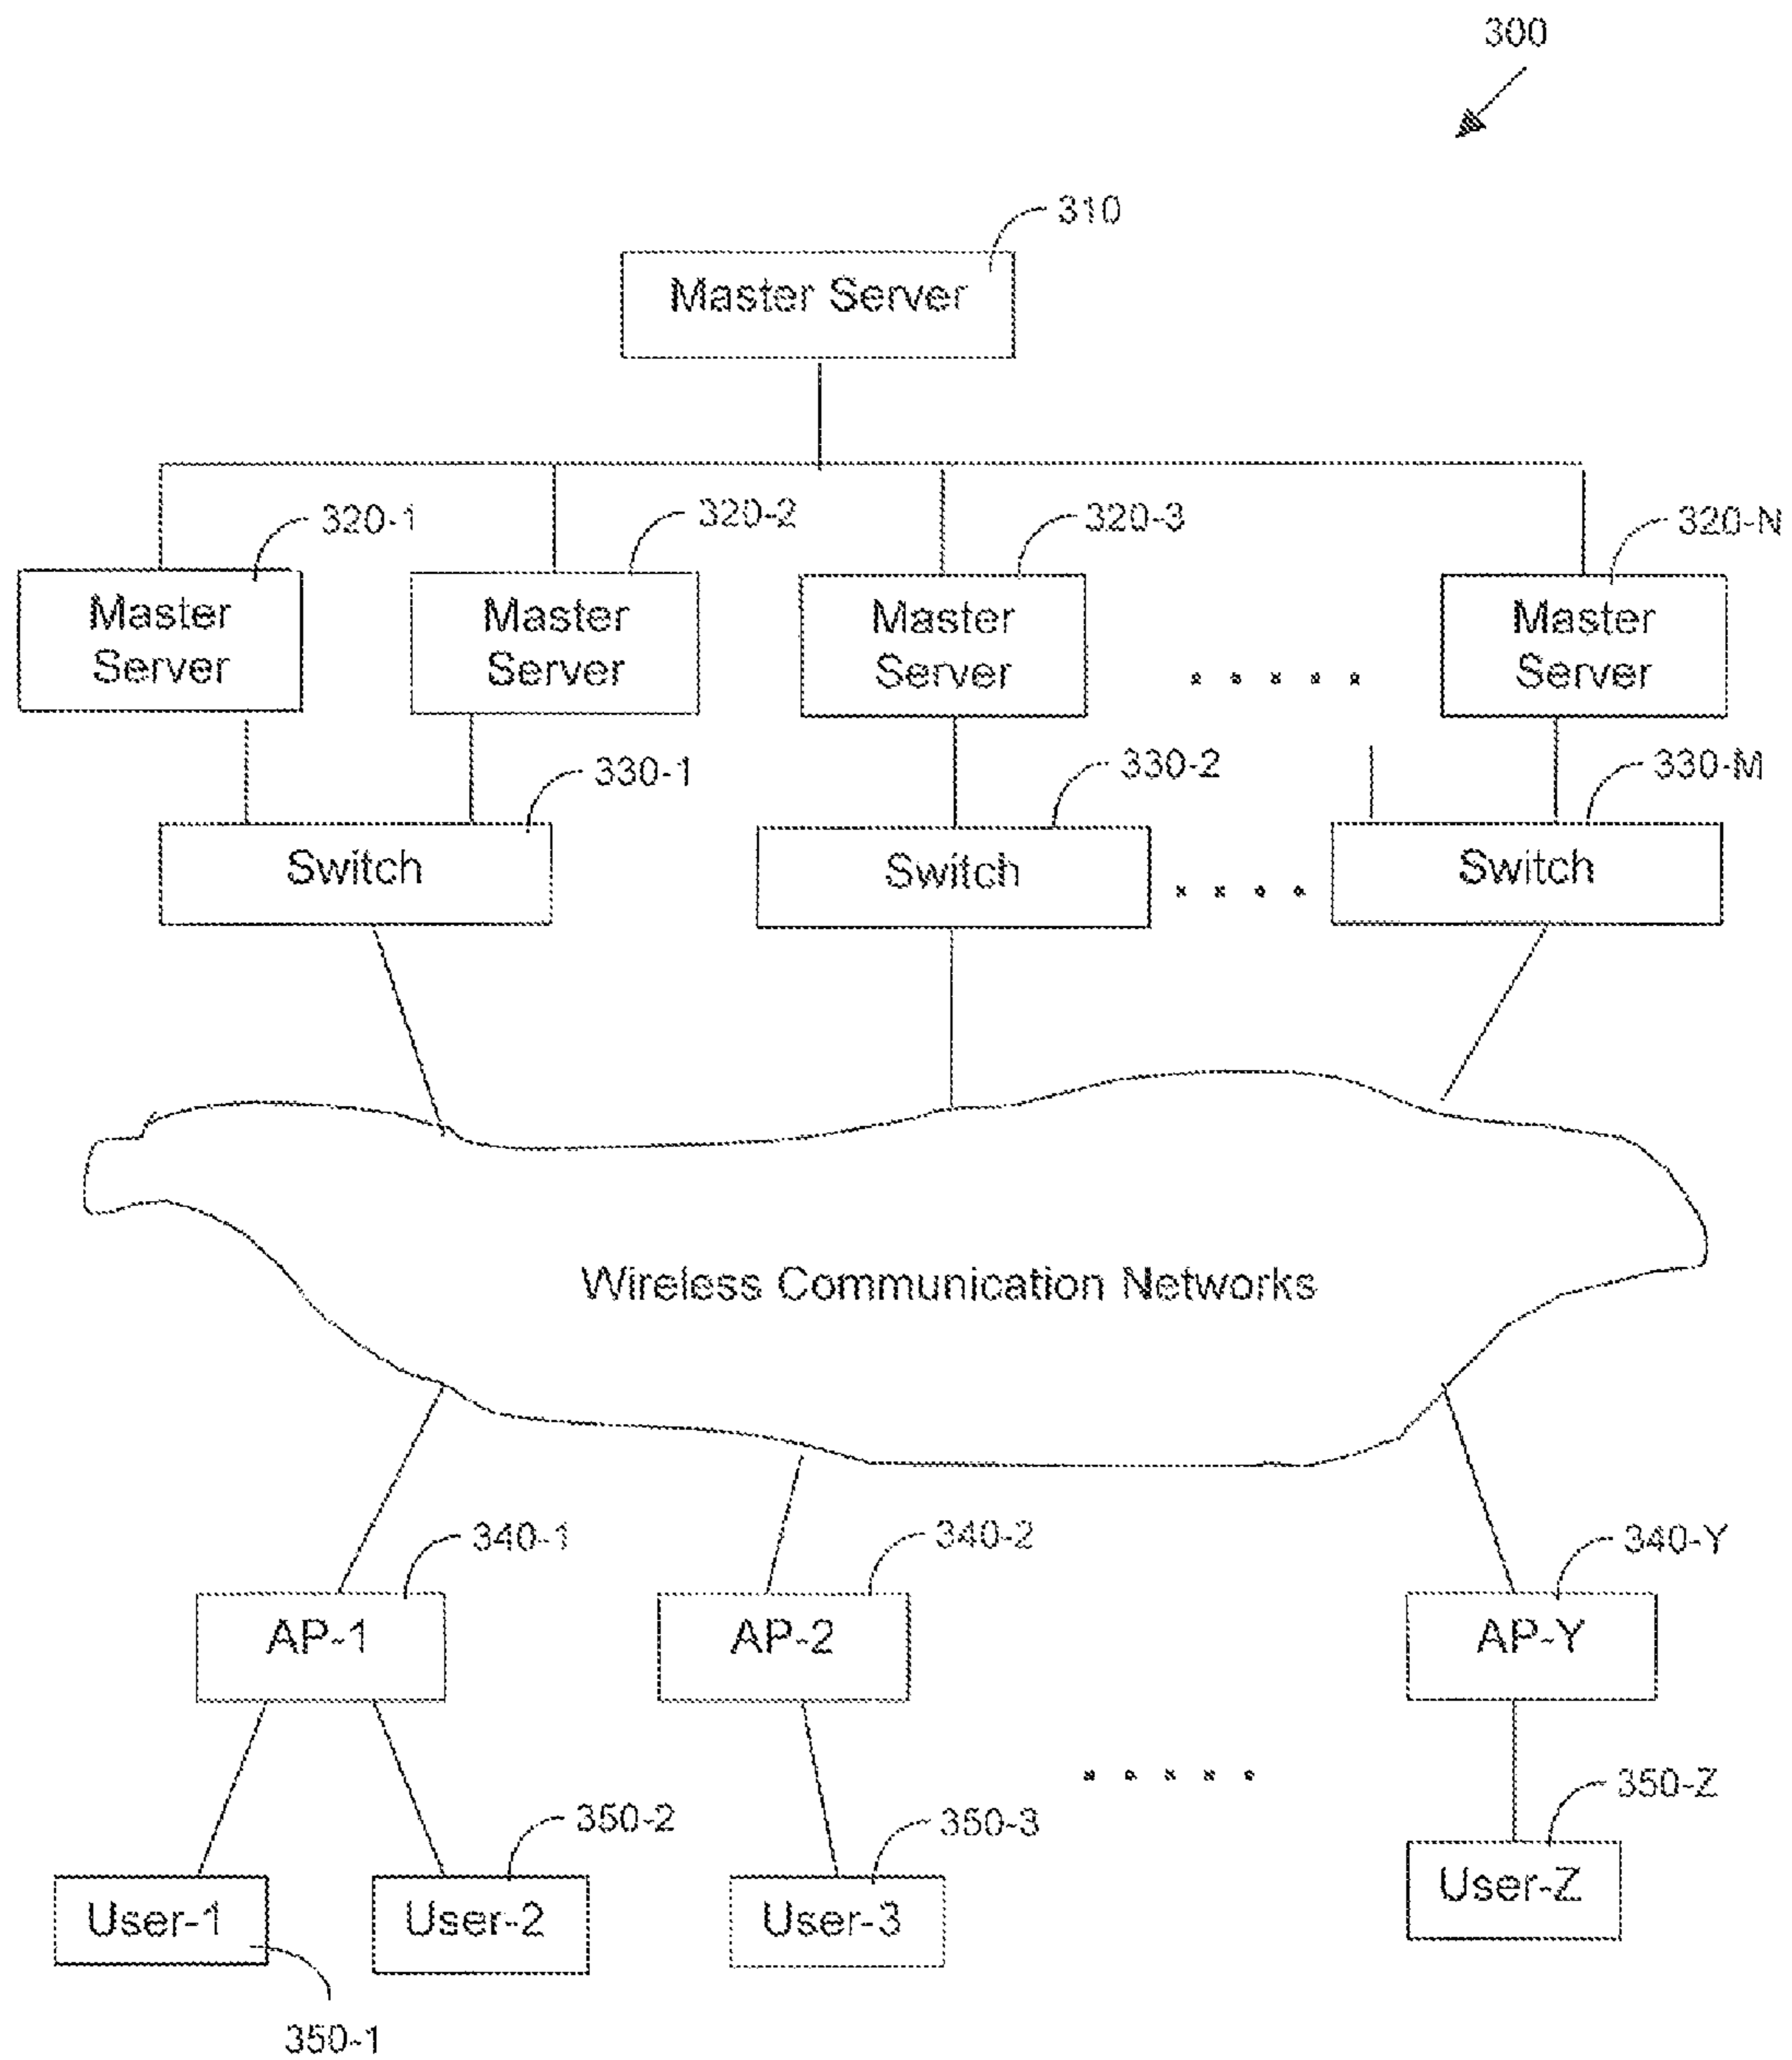 300
310
Master Server
320-1
320-2
320-3
320-N
Master
Server
Master
Server
Master
Server
Master
Server
330-1
330-2
330-M
Switch
Switch
Switch
Wireless Communication Networks
340-1
340-2
340-Y
AP-1
AP-2
AP-Y
350-2
350-3
350-Z
User-1
User-2
User-3
User-Z
350-1